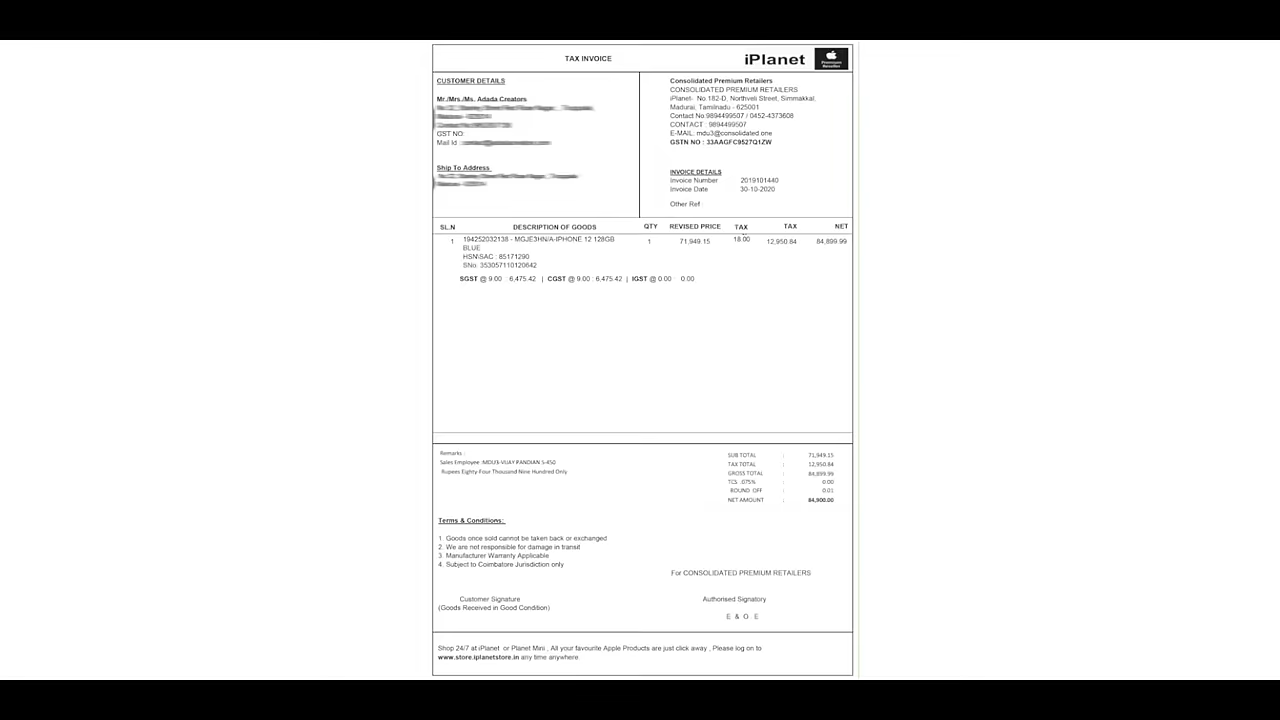 TAX INVOICE
iPlanet
Premium
Reseller
CUSTOMER DETAILS
Mr./Mrs./Ms. Adada Creators
GST NO:
Mail Id :
Ship To Address
Consolidated Premium Retailers
CONSOLIDATED PREMIUM RETAILERS
iPlanet- No.182-D, Northveli Street, Simmakkal,
Madurai, Tamilnadu - 625001
Contact No.9894499507 / 0452-4373608
CONTACT : 9894499507
E-MAIL: mdu3@consolidated.one
GSTN NO : 33AAGFC9527Q1ZW
INVOICE DETAILS
Invoice Number 2019101440
Invoice Date 30-10-2020
Other Ref
SL.N DESCRIPTION OF GOODS QTY REVISED PRICE TAX TAX NET
1 194252032138 - MGJE3HN/A-IPHONE 12 128GB 1 71,949.15 18.00 12,950.84 84,899.99
BLUE
HSN\SAC : 85171290
SNo: 353057110120642
SGST @ 9.00 : 6,475.42 | CGST @ 9.00 : 6,475.42 | IGST @ 0.00 : 0.00
Remarks :
Sales Employee :MDU3-VIJAY PANDIAN S-450
Rupees Eighty Four Thousand Nine Hundred Only
SUB TOTAL : 71,949.15
TAX TOTAL : 12,950.84
GROSS TOTAL : 84,899.99
TCS .075% : 0.00
ROUND OFF : 0.01
NET AMOUNT : 84,900.00
Terms & Conditions:
1. Goods once sold cannot be taken back or exchanged
2. We are not responsible for damage in transit
3 Manufacturer Warranty Applicable
4. Subject to Coimbatore Jurisdiction only
For CONSOLIDATED PREMIUM RETAILERS
Customer Signature
(Goods Received in Good Condition)
Authorised Signatory
E & O E
Shop 24/7 at iPlanet or Planet Mini , All your favourite Apple Products are just click away , Please log on to
www.store.iplanetstore.in any time anywhere.